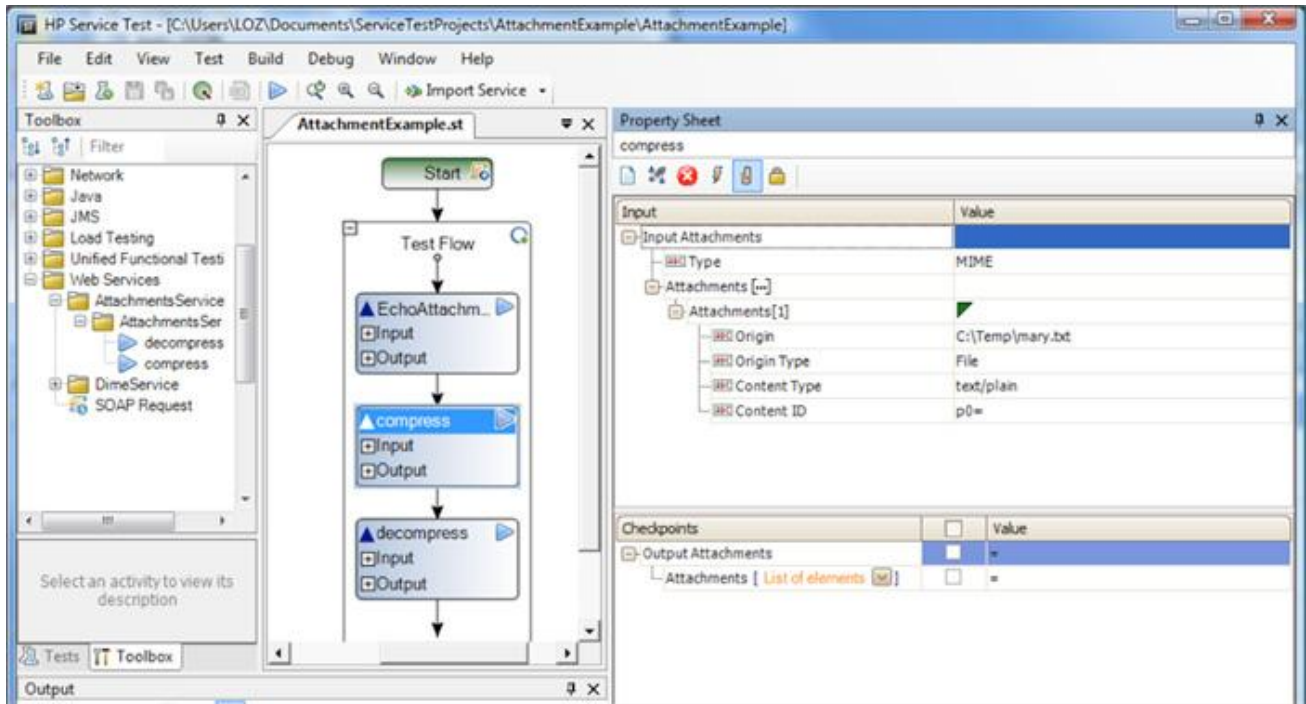 HP Service Test - [C:\Users\LOZ\Documents\ServiceTestProjects\AttachmentExample\AttachmentExample]
File Edit View Test Build Debug Window Help
Import Service
Toolbox
Filter
Network
Java
JMS
Load Testing
Unified Functional Testi
Web Services
AttachmentsService
AttachmentsSer
decompress
compress
DimeService
SOAP Request
Select an activity to view its
description
Tests Toolbox
Output
AttachmentExample.st
Start
Test Flow
EchoAttachm...
Input
Output
compress
Input
Output
decompress
Input
Output
Property Sheet
compress
Input Value
Input Attachments
Type MIME
Attachments [...]
Attachments[1]
Origin C:\Temp\mary.txt
Origin Type File
Content Type text/plain
Content ID p0=
Checkpoints Value
Output Attachments =
Attachments [ List of elements ] =